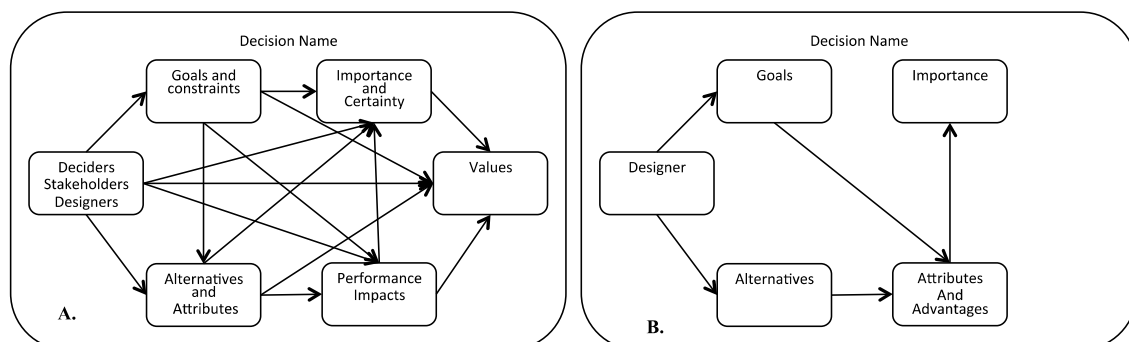 Decision Name
Goals and
constraints
Importance
and
Certainty
Deciders
Stakeholders
Designers
Values
Alternatives
and
Attributes
Performance
Impacts
A.
Decision Name
Goals
Importance
Designer
Alternatives
Attributes
And
Advantages
B.